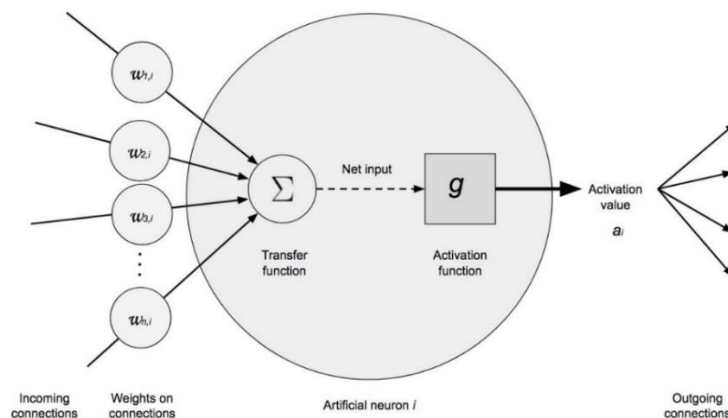 w1,i
w2,i
w3,i
wn,i
Σ
Net input
g
Transfer
function
Activation
function
Activation
value
ai
Incoming
connections
Weights on
connections
Artificial neuron i
Outgoing
connections